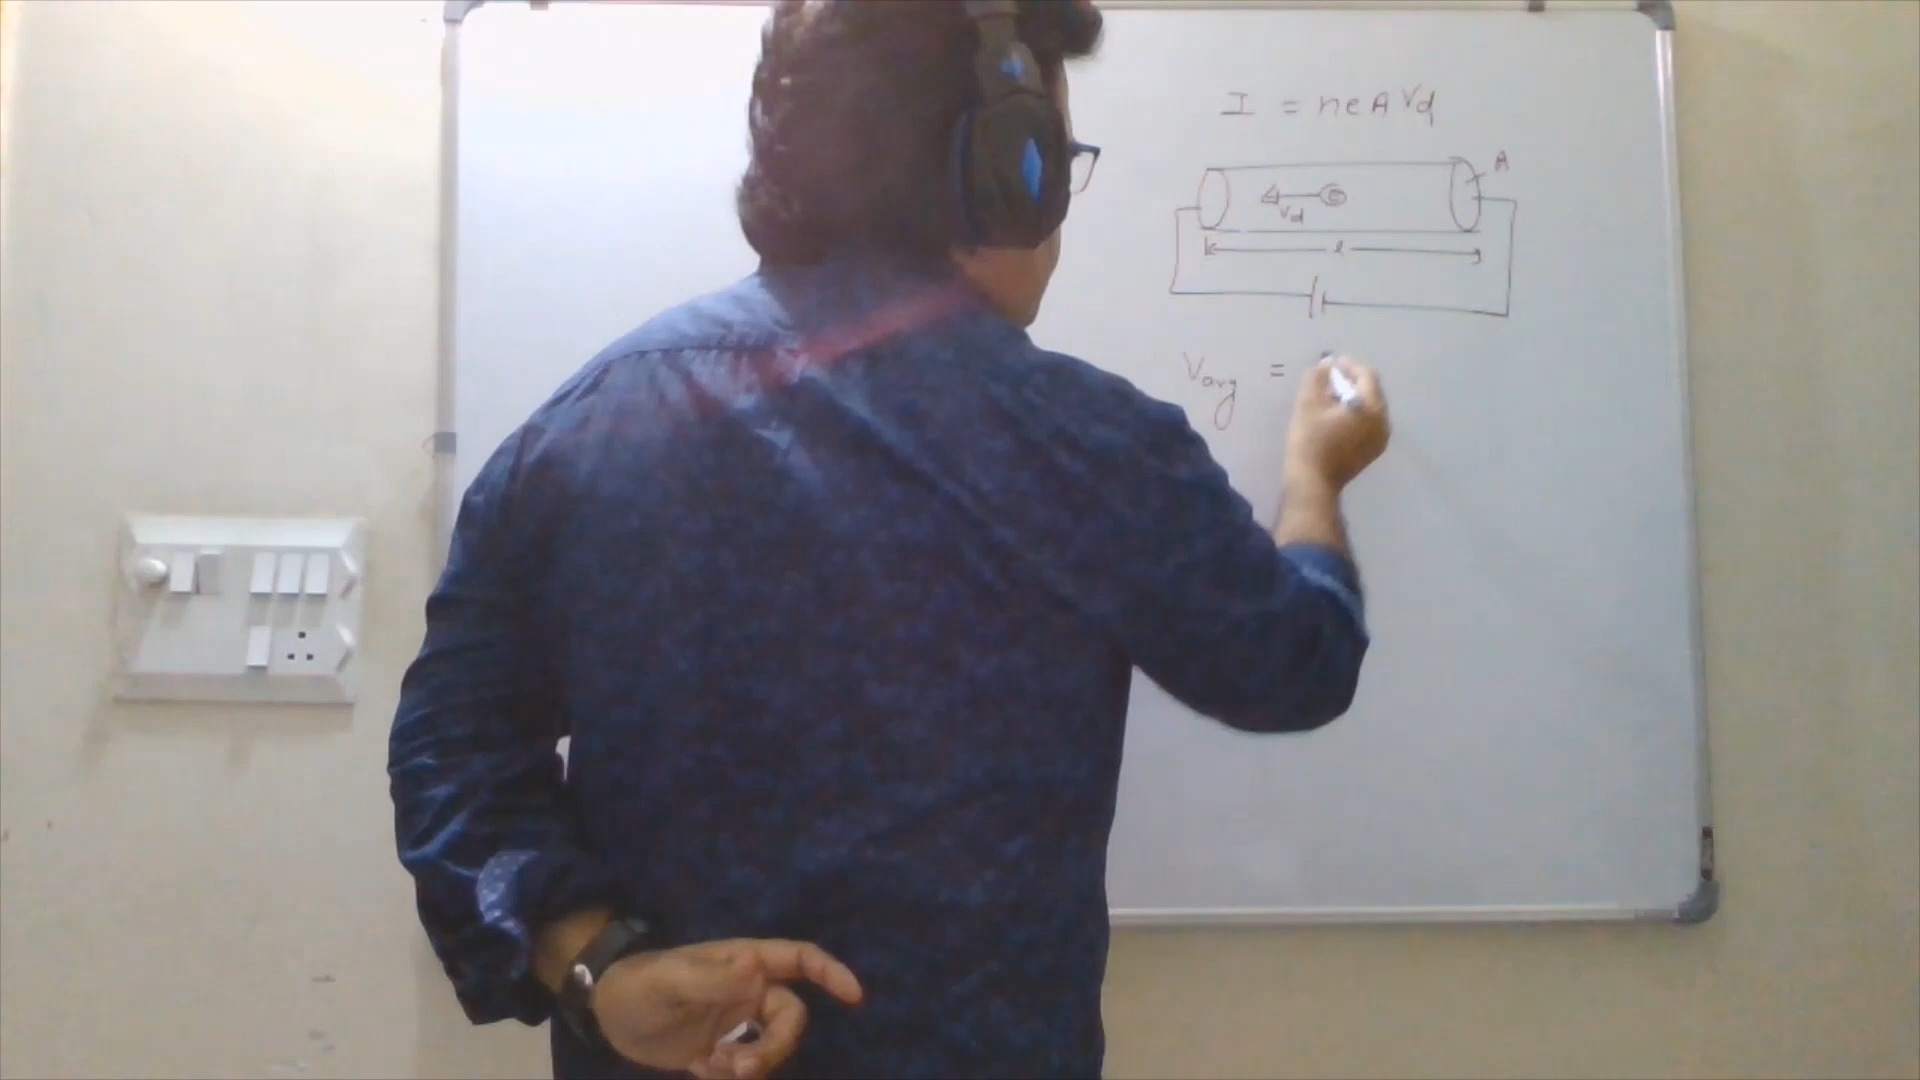 I = neAVd
A
e
Vd
l
Vavg =